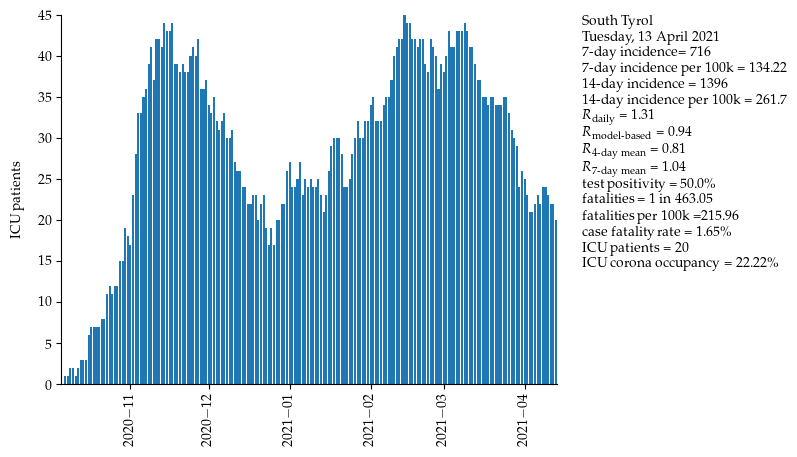 45
40
35
30
25
20
15
10
5
0
ICU patients
2020−11
2020−12
2021−01
2021−02
2021−03
2021−04
South Tyrol
Tuesday, 13 April 2021
7-day incidence= 716
7-day incidence per 100k = 134.22
14-day incidence = 1396
14-day incidence per 100k = 261.7
Rdaily = 1.31
Rmodel-based = 0.94
R4-day mean = 0.81
R7-day mean = 1.04
test positivity = 50.0%
fatalities = 1 in 463.05
fatalities per 100k =215.96
case fatality rate = 1.65%
ICU patients = 20
ICU corona occupancy = 22.22%